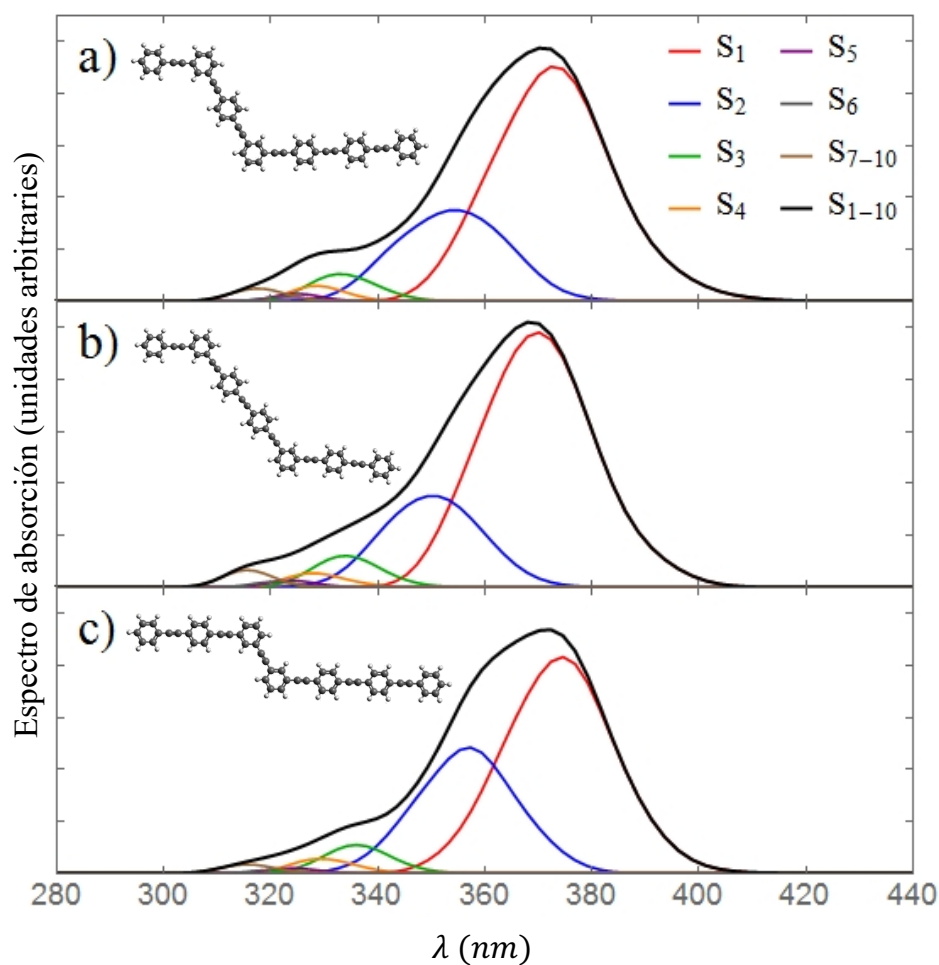 Espectro de absorción (unidades arbitraries)
a)
S₁
S₂
S₃
S₄
S₅
S₆
S₇₋₁₀
S₁₋₁₀
b)
c)
280 300 320 340 360 380 400 420 440
λ (nm)